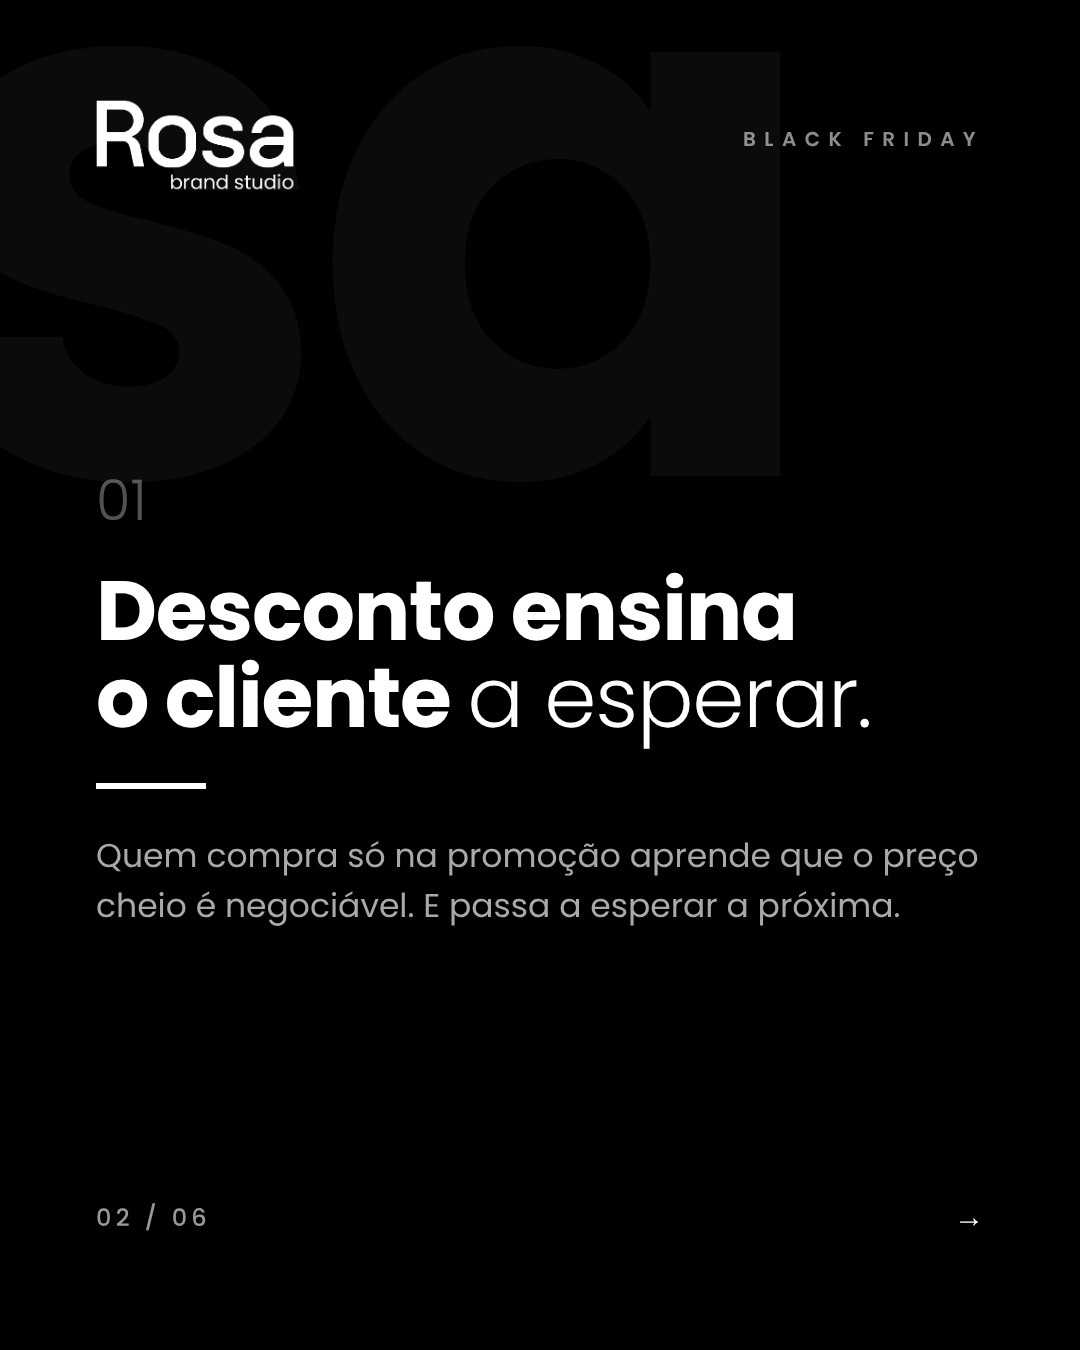 sa
Rosa
brand studio
BLACK FRIDAY
01
Desconto ensina
o cliente a esperar.
Quem compra só na promoção aprende que o preço
cheio é negociável. E passa a esperar a próxima.
02 / 06
→